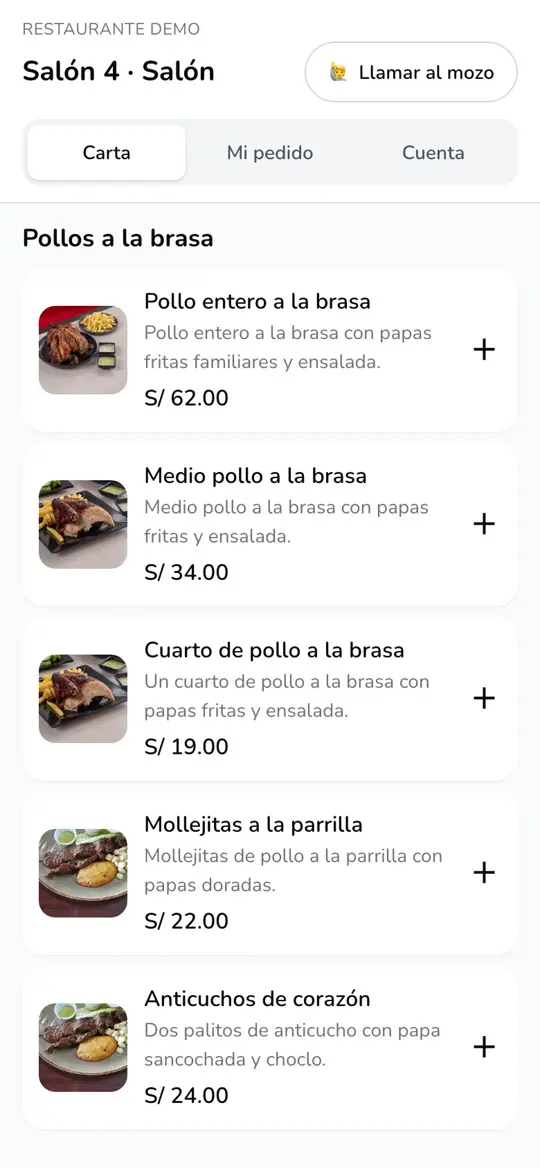 RESTAURANTE DEMO
Salón 4 · Salón
Llamar al mozo
Carta
Mi pedido
Cuenta
Pollos a la brasa
Pollo entero a la brasa
Pollo entero a la brasa con papas
fritas familiares y ensalada.
S/ 62.00
Medio pollo a la brasa
Medio pollo a la brasa con papas
fritas y ensalada.
S/ 34.00
Cuarto de pollo a la brasa
Un cuarto de pollo a la brasa con
papas fritas y ensalada.
S/ 19.00
Mollejitas a la parrilla
Mollejitas de pollo a la parrilla con
papas doradas.
S/ 22.00
Anticuchos de corazón
Dos palitos de anticucho con papa
sancochada y choclo.
S/ 24.00